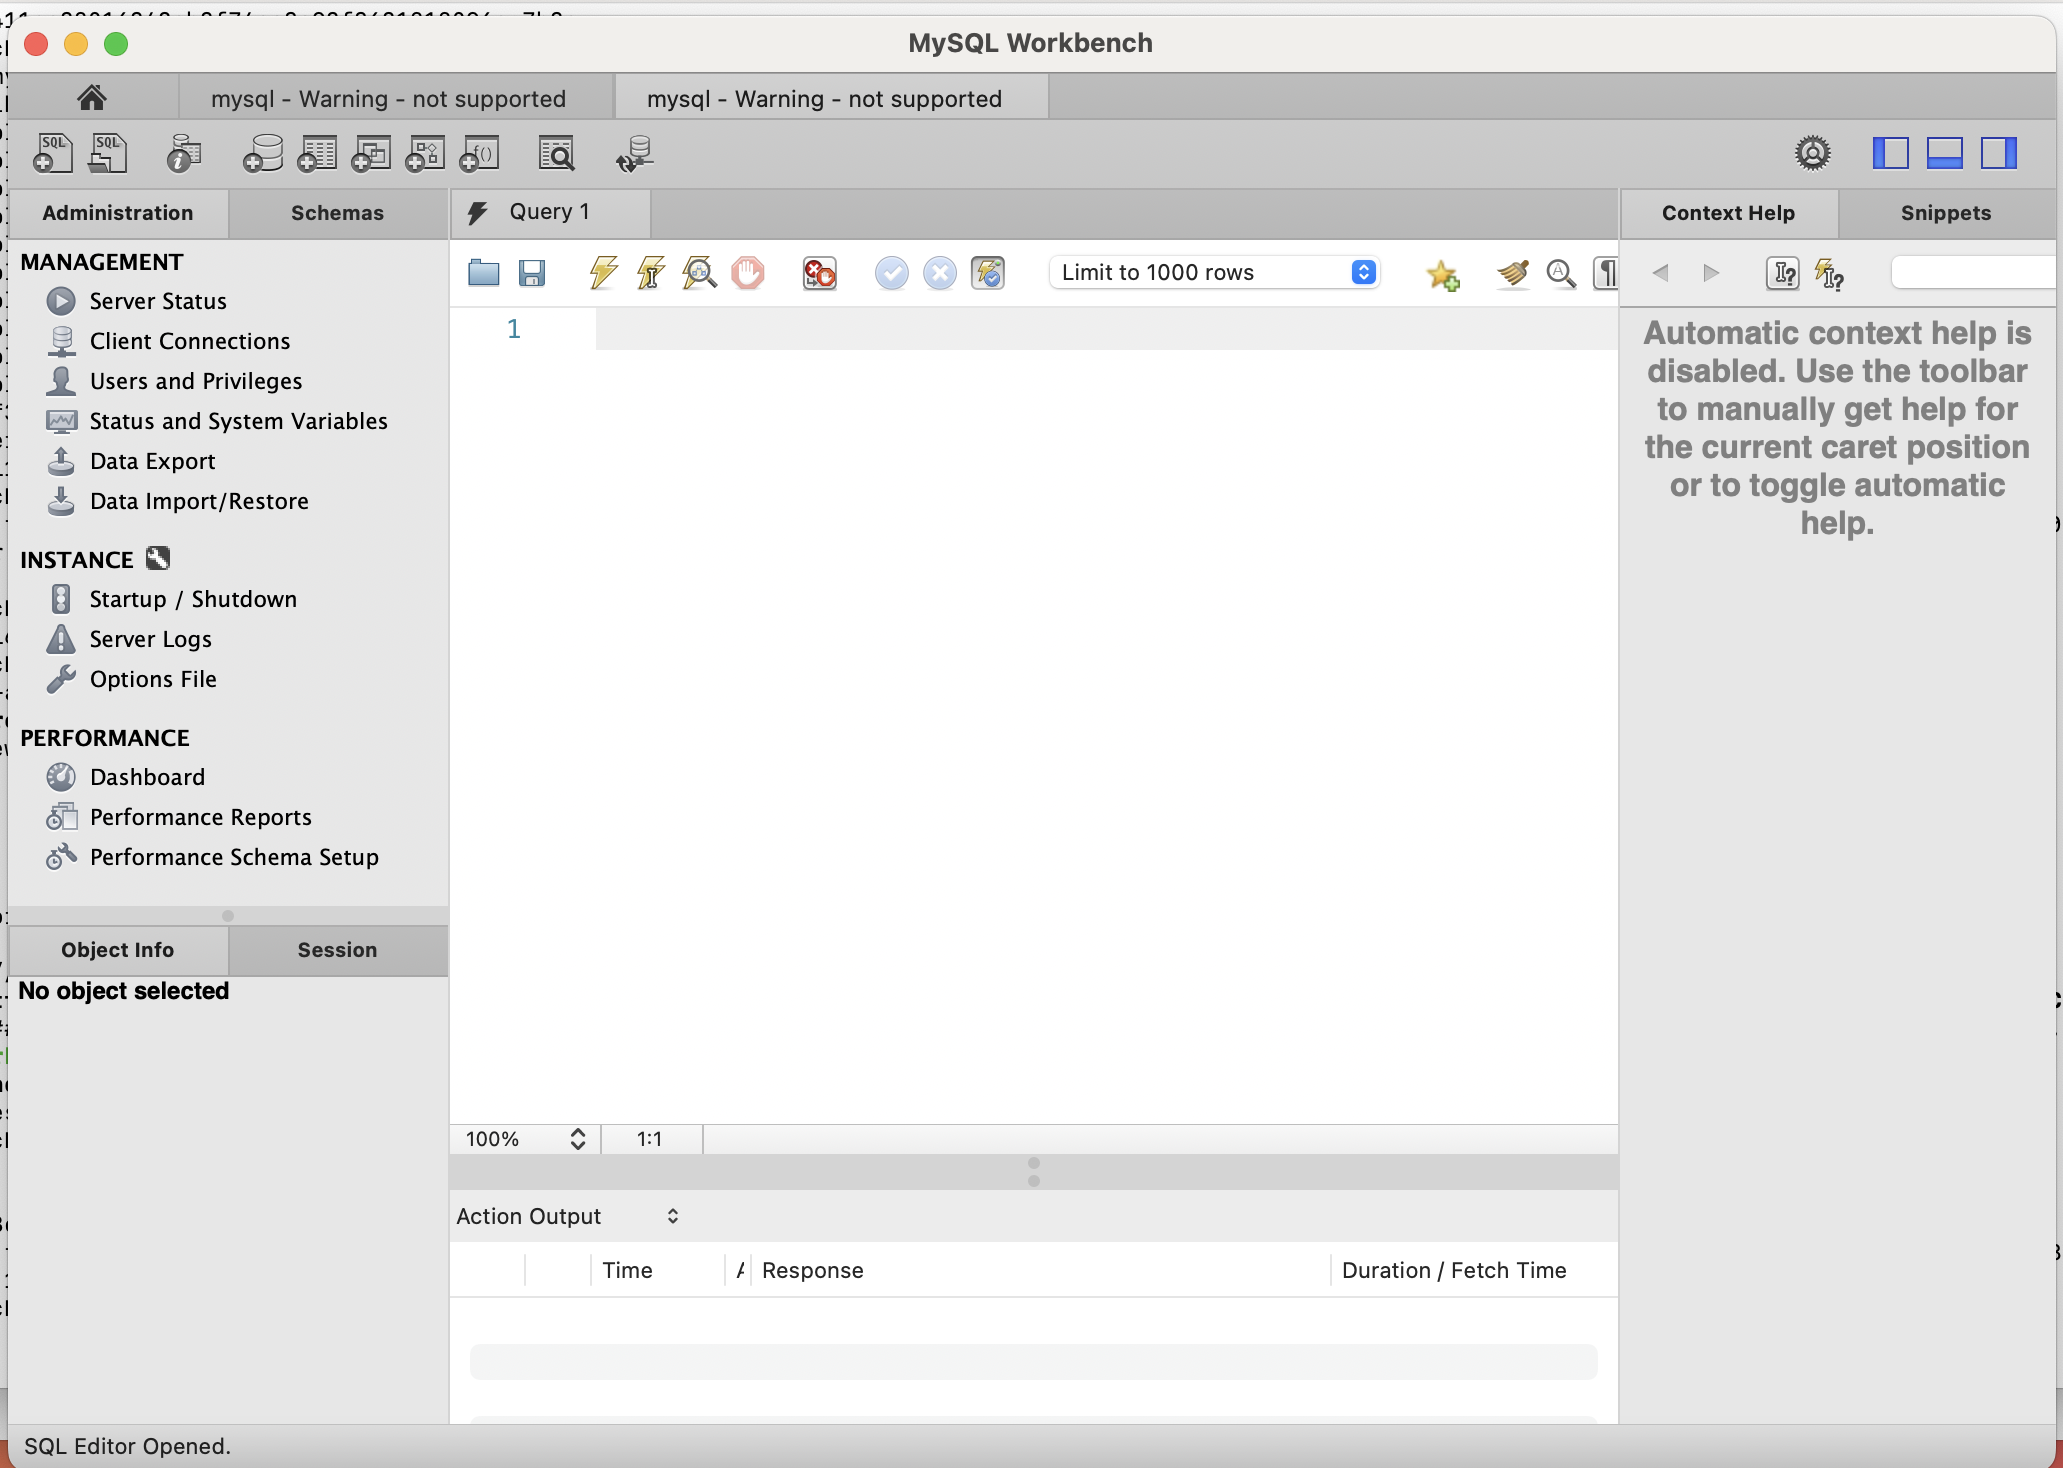 MySQL Workbench
mysql - Warning - not supported
mysql - Warning - not supported
SQL
SQL
Administration
Schemas
MANAGEMENT
Server Status
Client Connections
Users and Privileges
Status and System Variables
Data Export
Data Import/Restore
INSTANCE
Startup / Shutdown
Server Logs
Options File
PERFORMANCE
Dashboard
Performance Reports
Performance Schema Setup
Object Info
Session
No object selected
Query 1
Limit to 1000 rows
1
100%
1:1
Action Output
Time
Response
Duration / Fetch Time
Context Help
Snippets
Automatic context help is
disabled. Use the toolbar
to manually get help for
the current caret position
or to toggle automatic
help.
SQL Editor Opened.